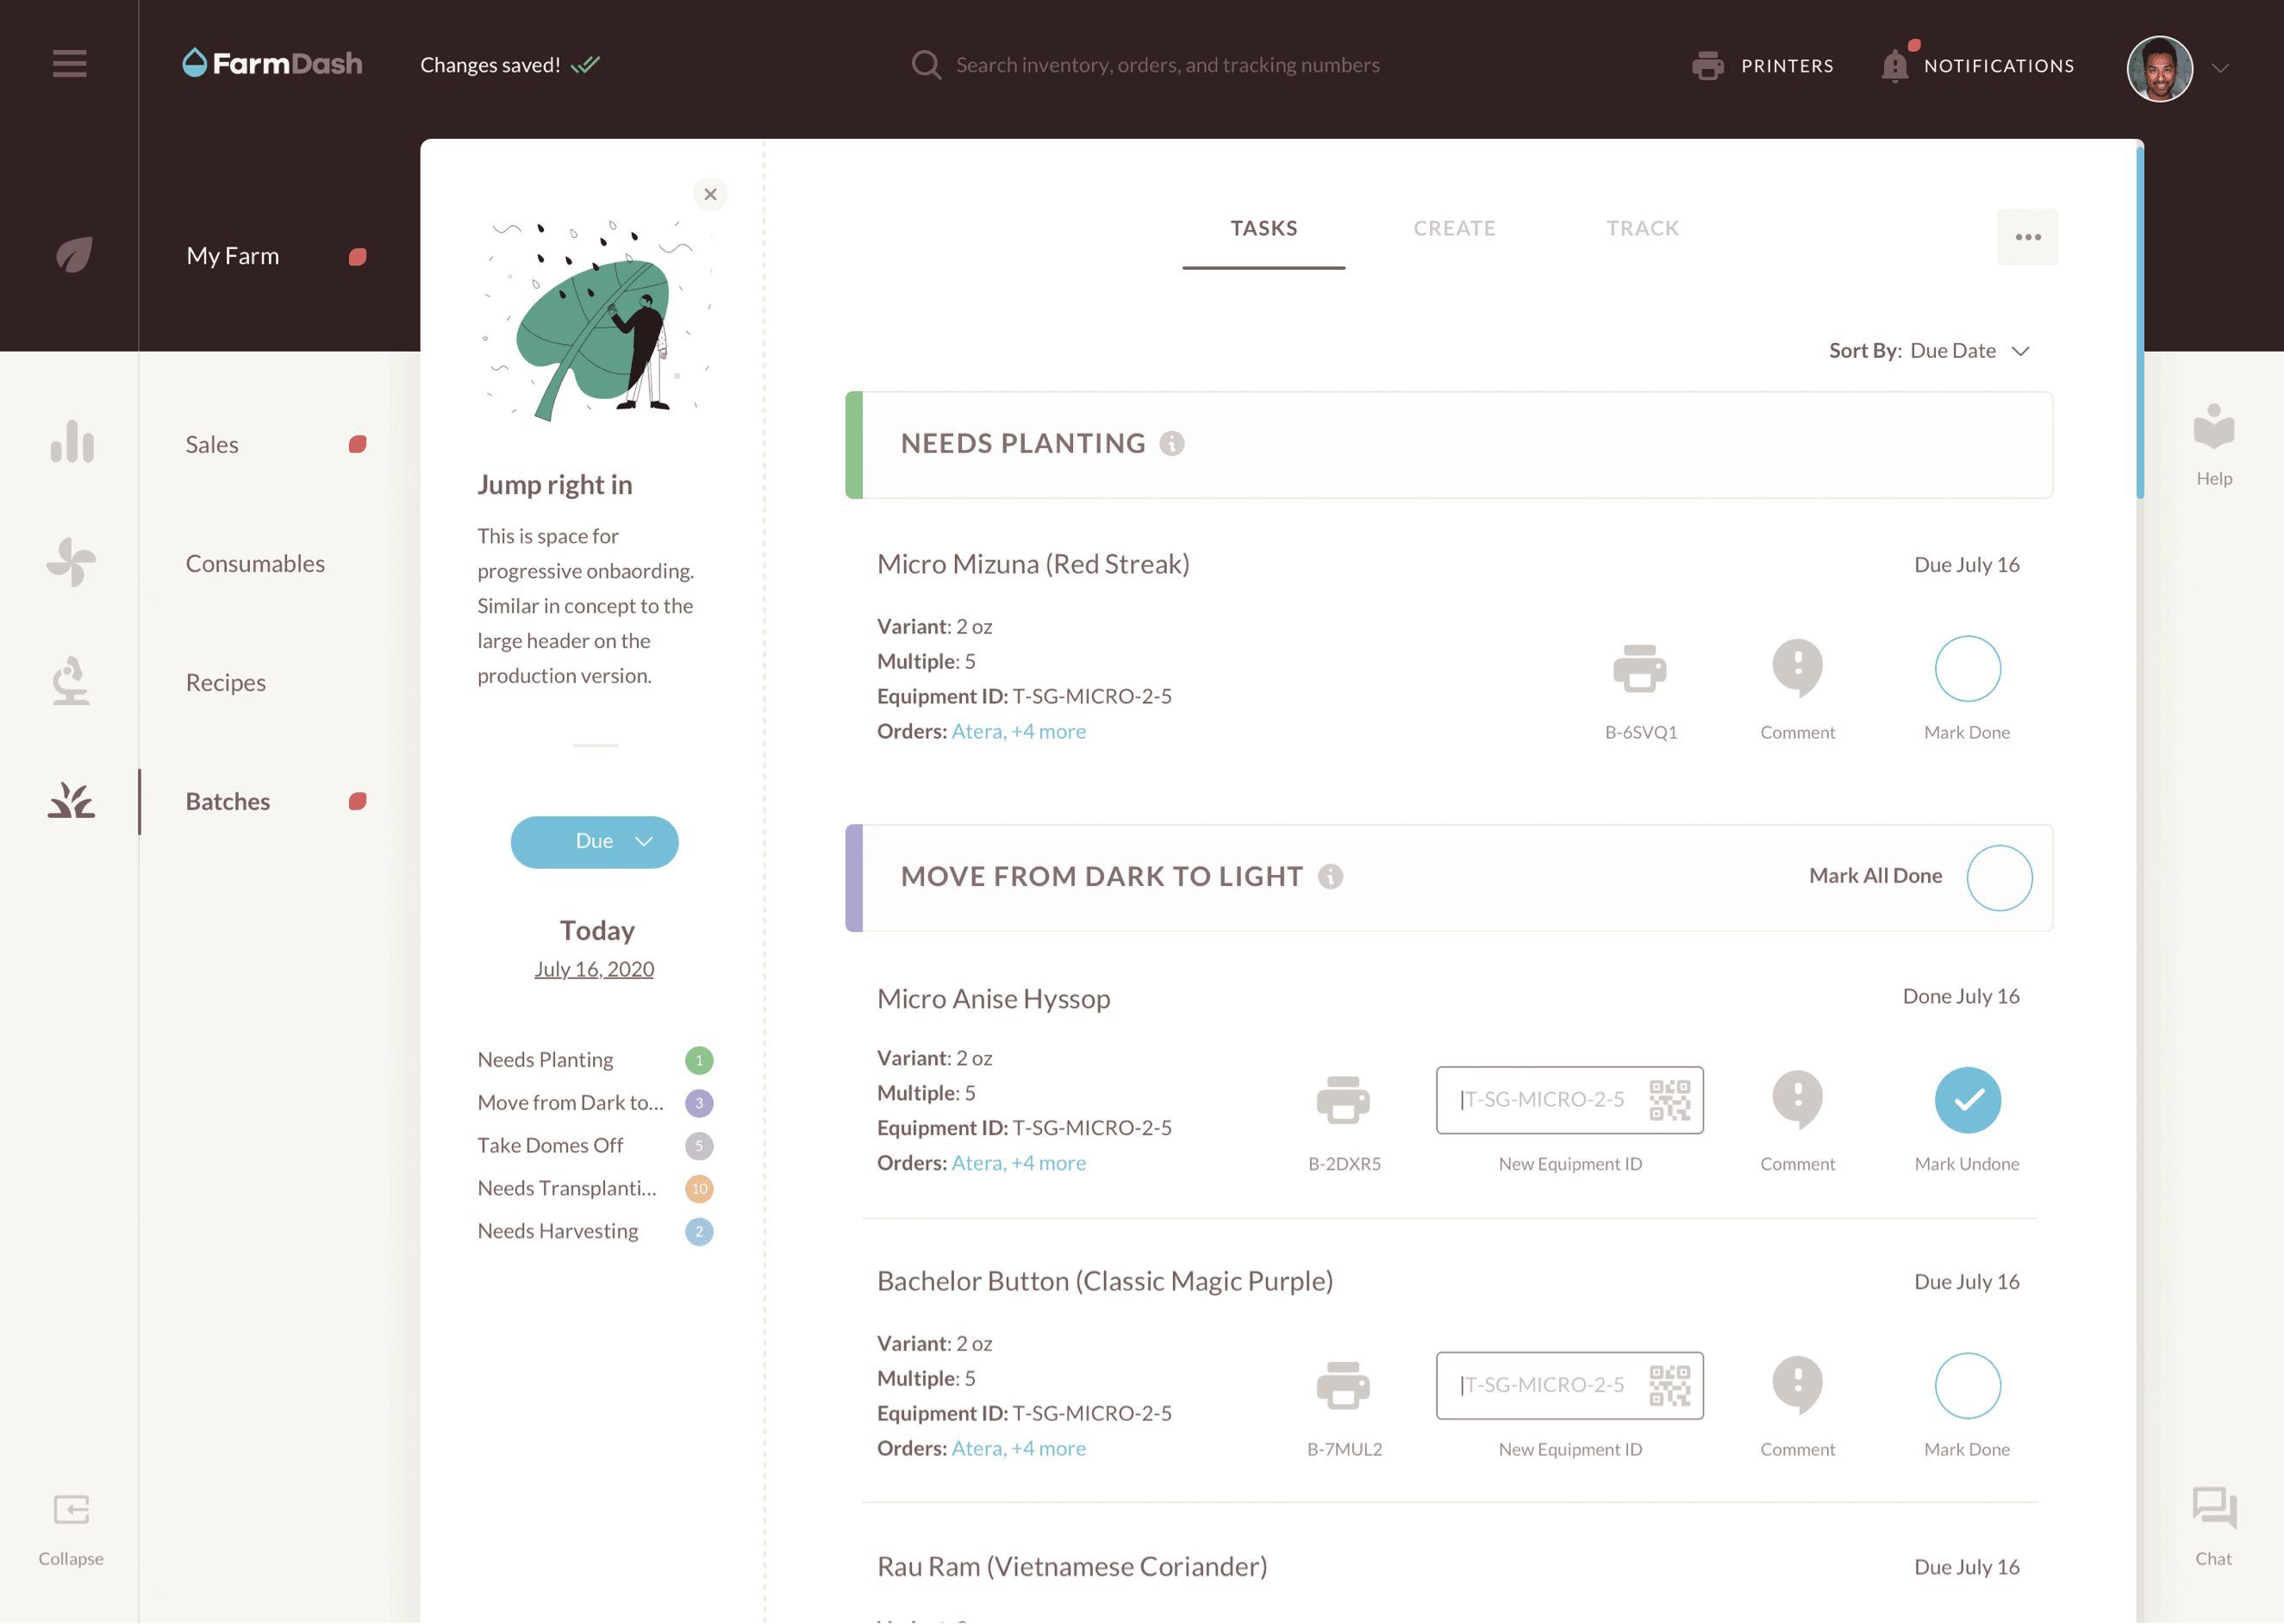 FarmDash
Changes saved!
Search inventory, orders, and tracking numbers
PRINTERS
NOTIFICATIONS
My Farm
Sales
Consumables
Recipes
Batches
Collapse
Jump right in
This is space for
progressive onbaording.
Similar in concept to the
large header on the
production version.
Due
Today
July 16, 2020
Needs Planting 1
Move from Dark to... 3
Take Domes Off 5
Needs Transplanti... 10
Needs Harvesting 2
TASKS CREATE TRACK
Sort By: Due Date
NEEDS PLANTING
Micro Mizuna (Red Streak)
Due July 16
Variant: 2 oz
Multiple: 5
Equipment ID: T-SG-MICRO-2-5
Orders: Atera, +4 more
B-6SVQ1
Comment
Mark Done
MOVE FROM DARK TO LIGHT
Mark All Done
Micro Anise Hyssop
Done July 16
Variant: 2 oz
Multiple: 5
Equipment ID: T-SG-MICRO-2-5
Orders: Atera, +4 more
B-2DXR5
T-SG-MICRO-2-5
New Equipment ID
Comment
Mark Undone
Bachelor Button (Classic Magic Purple)
Due July 16
Variant: 2 oz
Multiple: 5
Equipment ID: T-SG-MICRO-2-5
Orders: Atera, +4 more
B-7MUL2
T-SG-MICRO-2-5
New Equipment ID
Comment
Mark Done
Rau Ram (Vietnamese Coriander)
Due July 16
Help
Chat